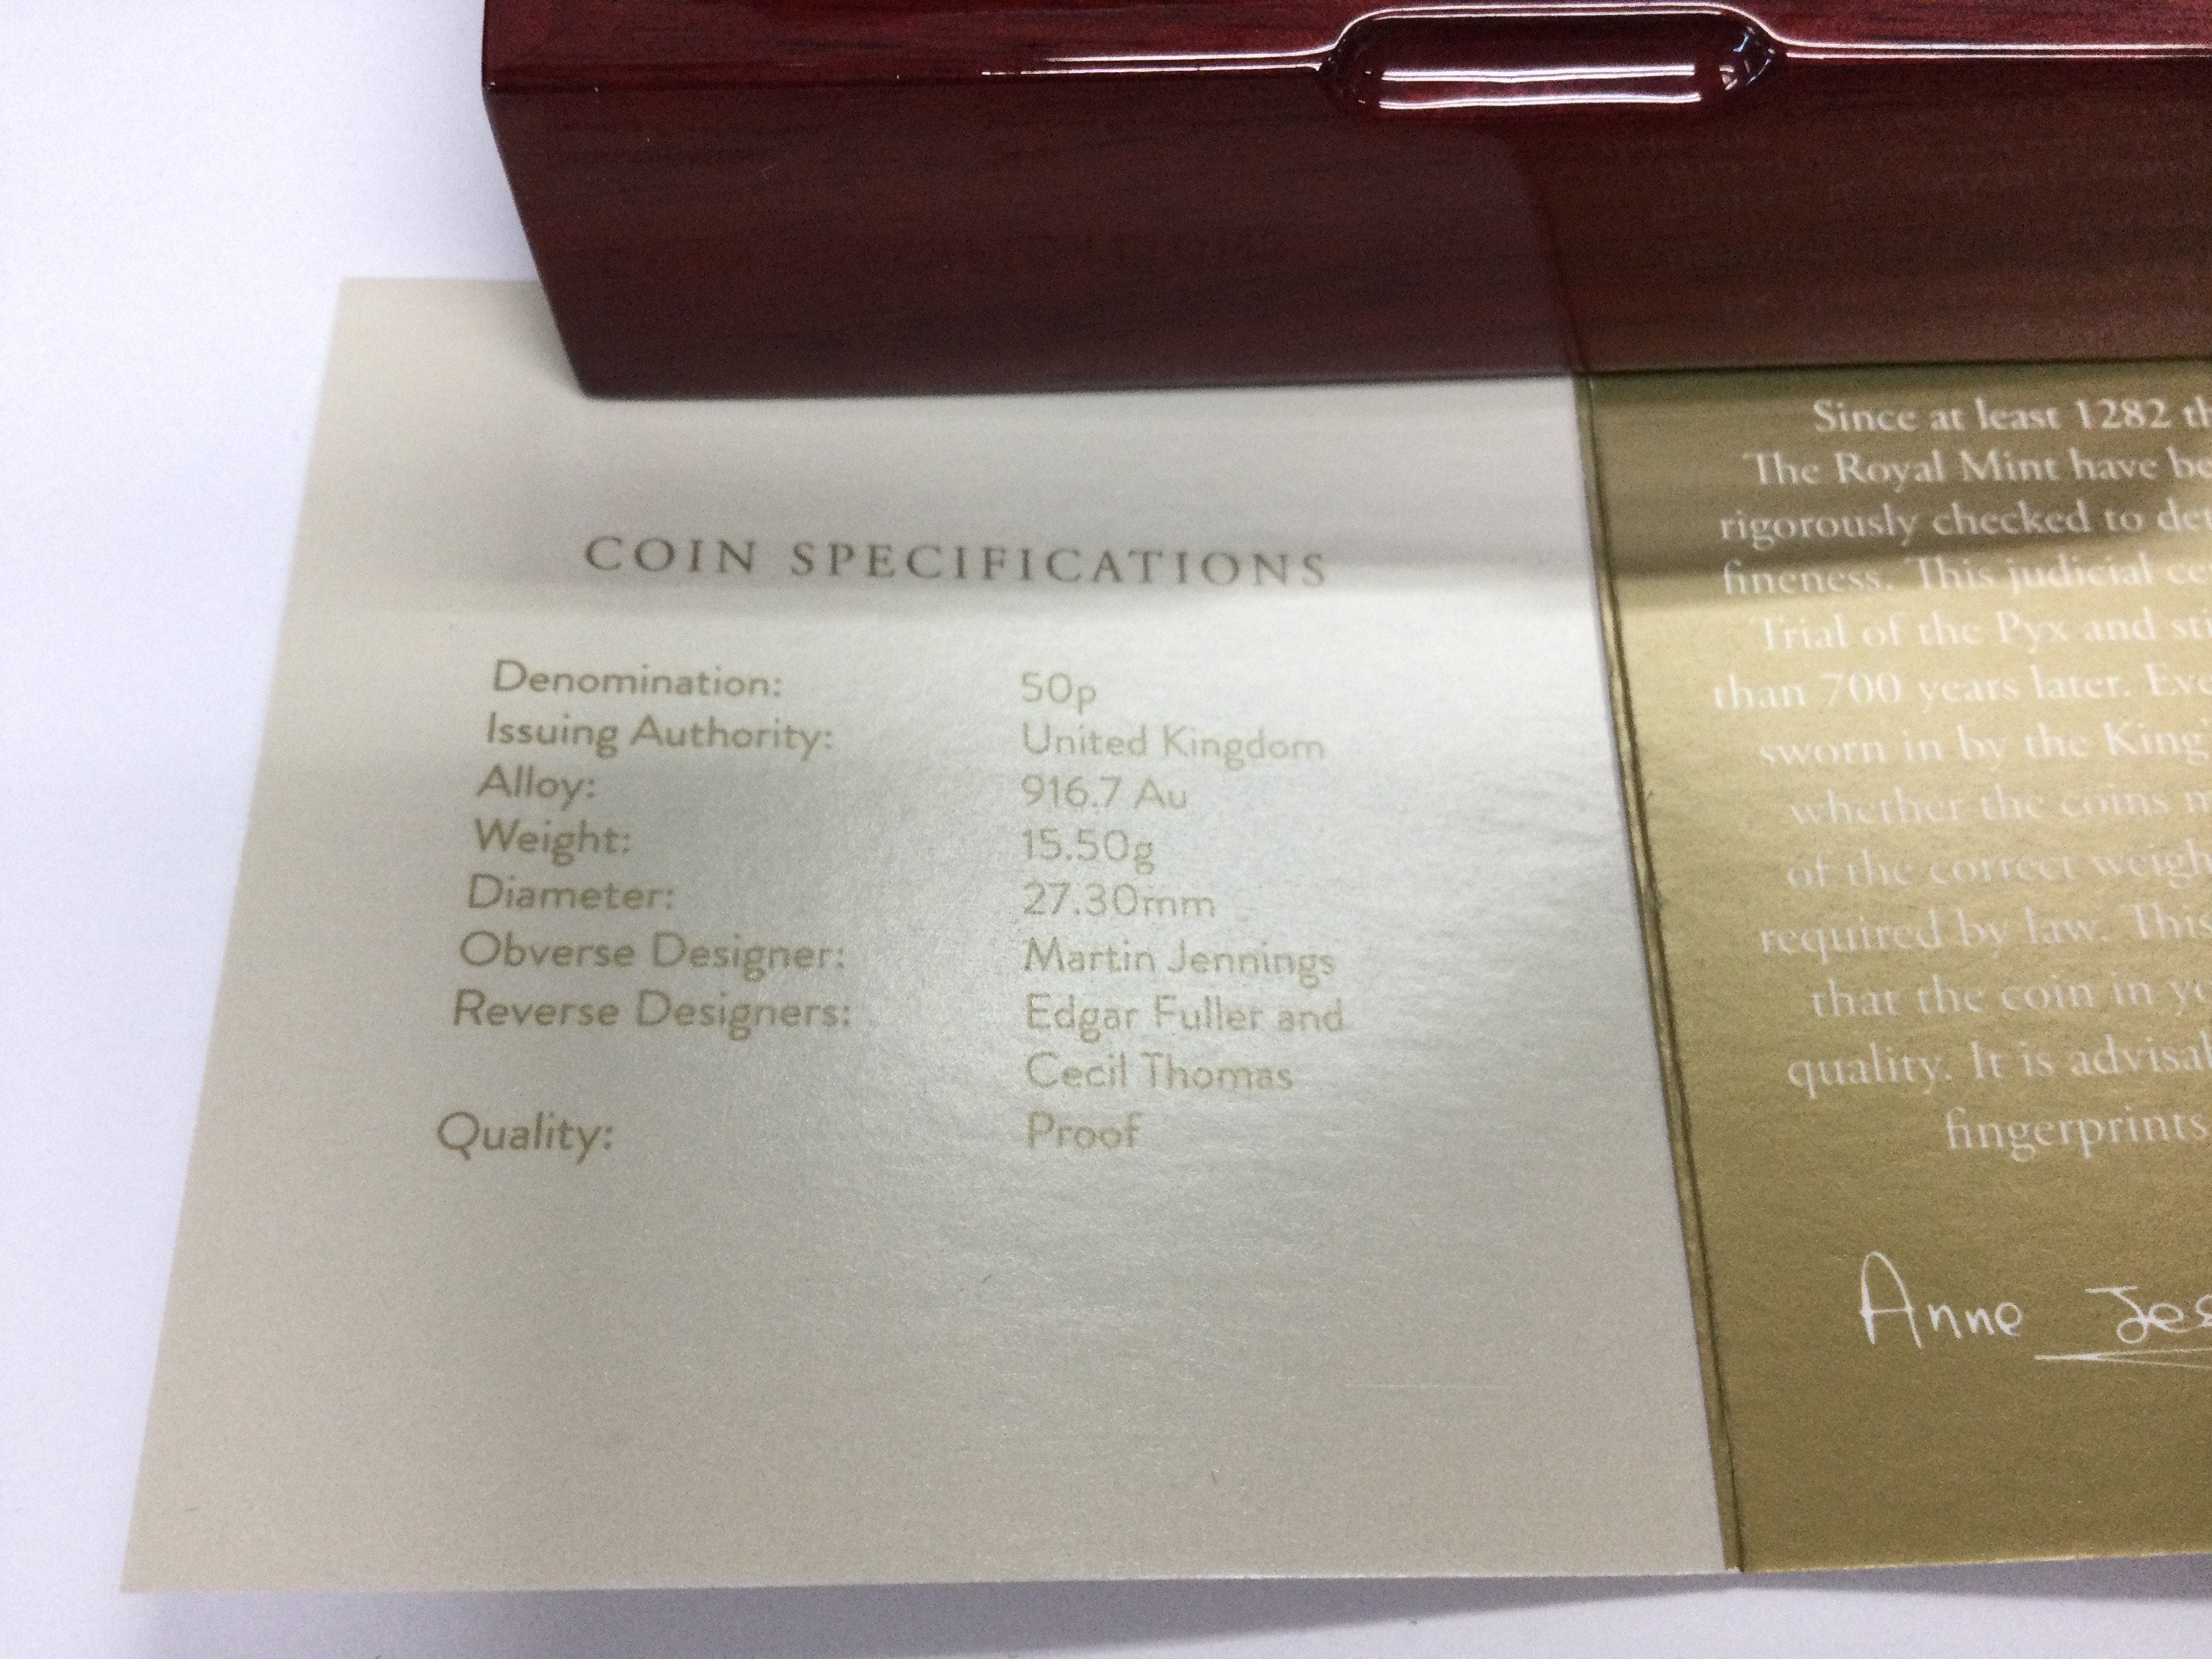 COIN SPECIFICATIONS
Denomination: 50p
Issuing Authority: United Kingdom
Alloy: 916.7 Au
Weight: 15.50g
Diameter: 27.30mm
Obverse Designer: Martin Jennings
Reverse Designers: Edgar Fuller and
Cecil Thomas
Quality: Proof
Since at least 1282
The Royal Mint have
rigorously checked to
fineness. This judicial
Trial of the Pyx and
than 700 years later.
sworn in by the King
whether the coins
of the correct
required by law. This
that the coin in
quality. It is
fingerprints
Anne